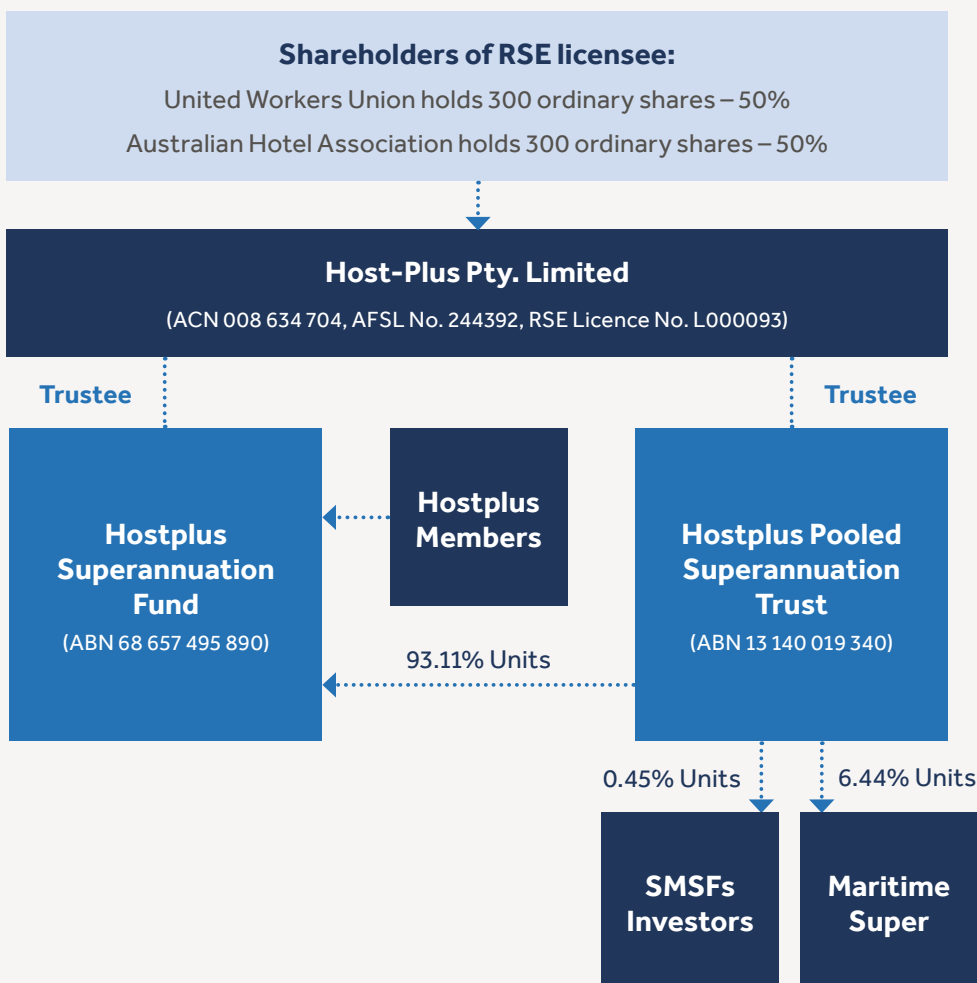 Shareholders of RSE licensee:
United Workers Union holds 300 ordinary shares – 50%
Australian Hotel Association holds 300 ordinary shares – 50%
Host-Plus Pty. Limited
(ACN 008 634 704, AFSL No. 244392, RSE Licence No. L000093)
Trustee
Trustee
Hostplus
Superannuation
Fund
(ABN 68 657 495 890)
Hostplus
Members
Hostplus Pooled
Superannuation
Trust
(ABN 13 140 019 340)
93.11% Units
0.45% Units
6.44% Units
SMSFs
Investors
Maritime
Super